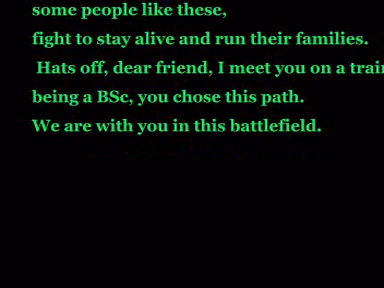 some people like these,
fight to stay alive and run their families.
Hats off, dear friend, I meet you on a
being a BSc, you chose this path.
We are with you in this battlefield.